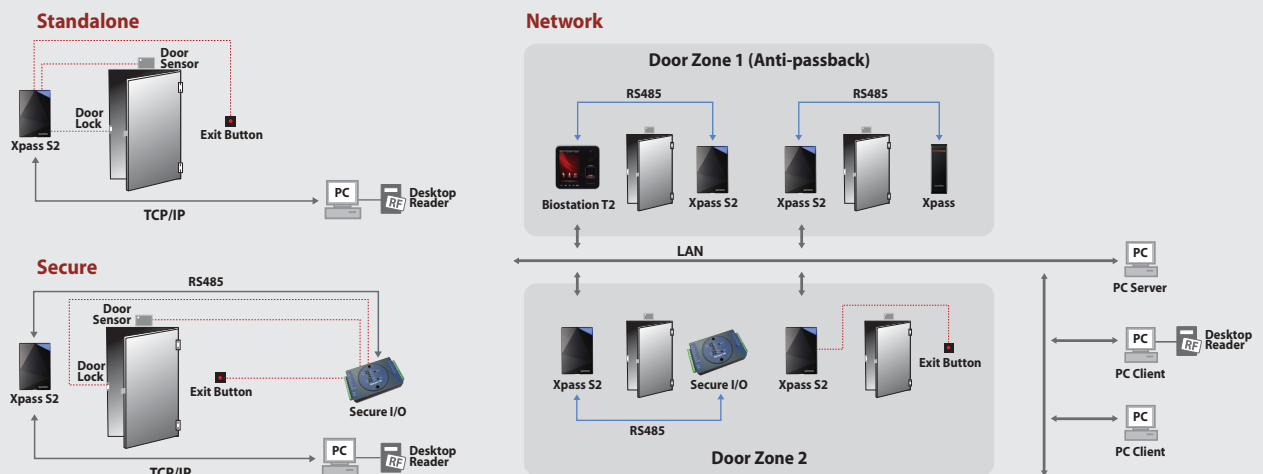 Standalone
Door
Sensor
Door
Lock
Xpass S2
Exit Button
TCP/IP
PC
RF
Desktop
Reader
Secure
RS485
Door
Sensor
Door
Lock
Xpass S2
Exit Button
Secure I/O
TCP/IP
PC
RF
Desktop
Reader
Network
Door Zone 1 (Anti-passback)
RS485
RS485
Biostation T2
Xpass S2
Xpass S2
Xpass
LAN
PC
PC Server
Xpass S2
Secure I/O
Xpass S2
Exit Button
RS485
Door Zone 2
PC
RF
Desktop
Reader
PC Client
PC
PC Client